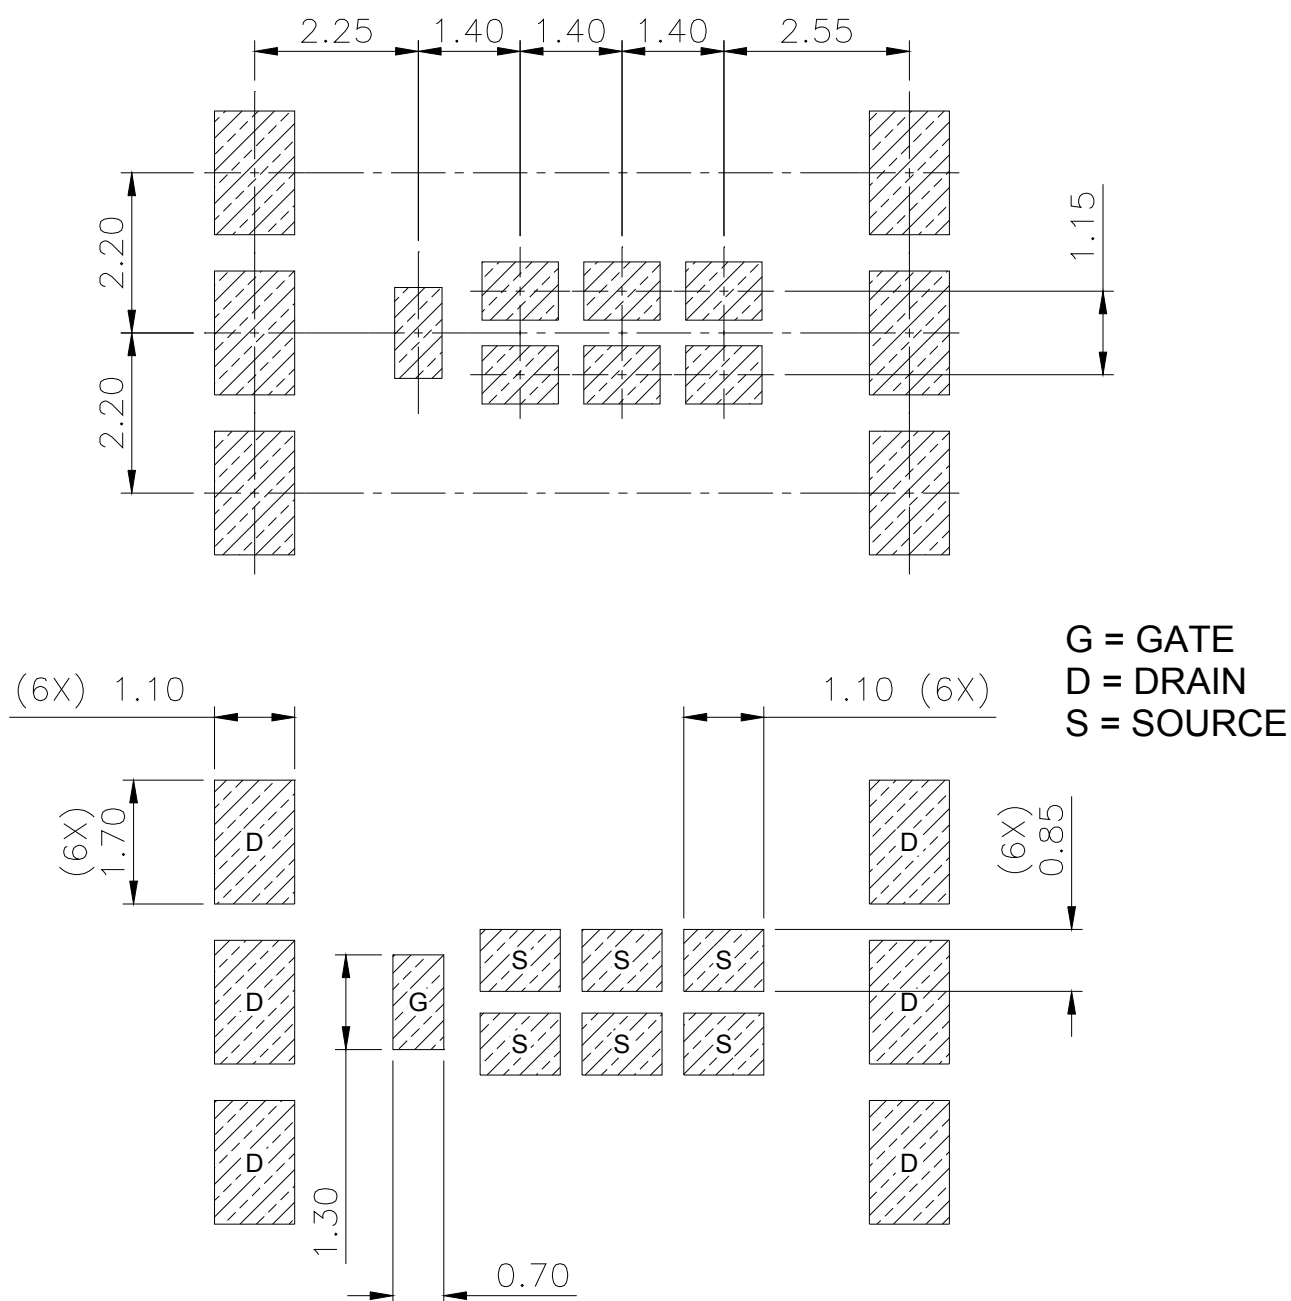 2.25 1.40 1.40 1.40 2.55
2.20
1.15
2.20
G = GATE
D = DRAIN
S = SOURCE
(6X) 1.10
1.10 (6X)
(6X)
1.70
(6X)
0.85
D
D
S S S
D
G
D
S S S
D
D
1.30
0.70